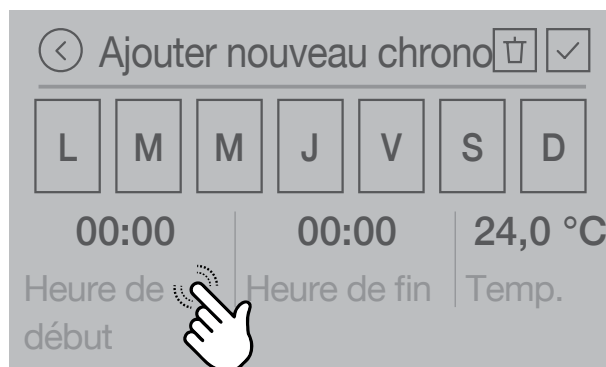 Ajouter nouveau chrono
L M M J V S D
00:00 00:00 24,0 °C
Heure de Heure de fin Temp.
début